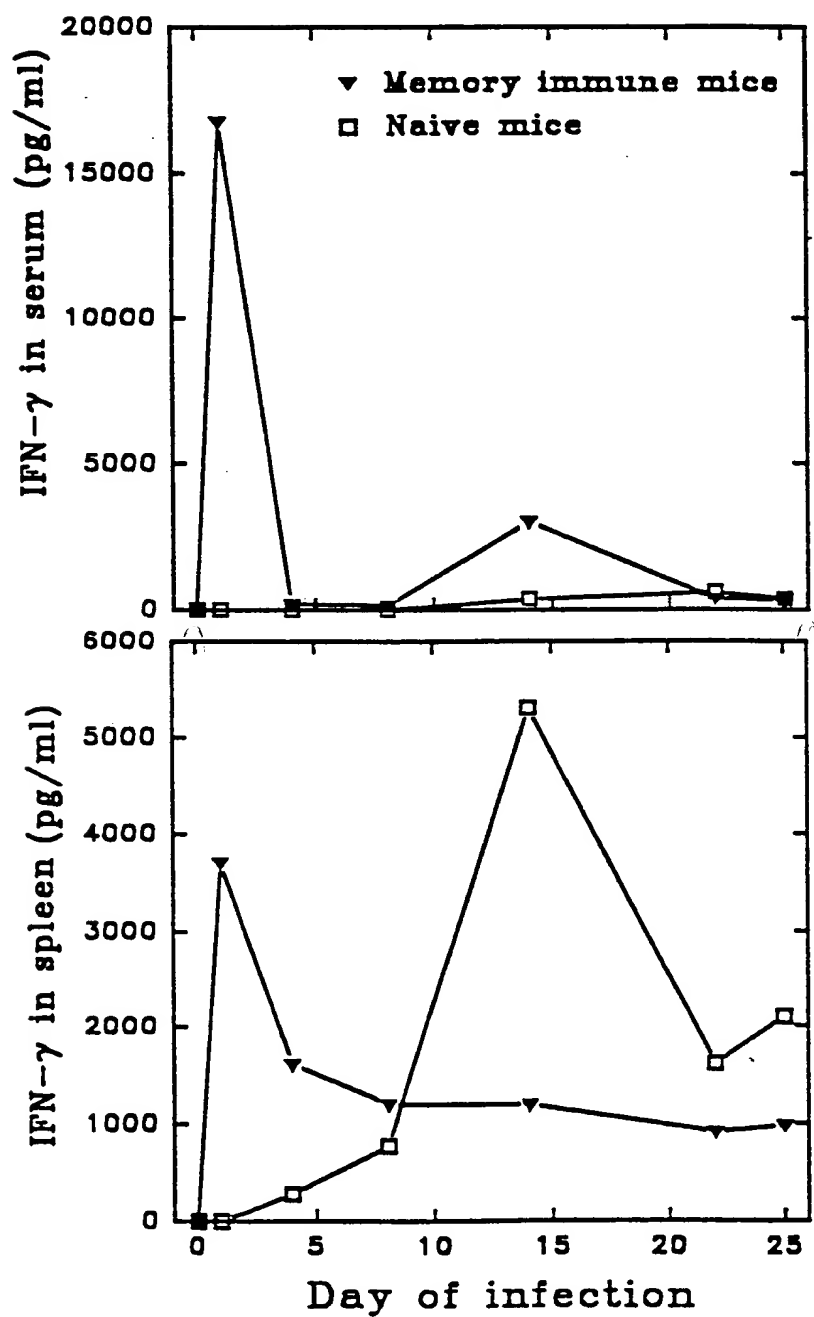 20000
▼ Memory immune mice
□ Naive mice
15000
10000
5000
0
IFN-γ in serum (pg/ml)
6000
5000
4000
3000
2000
1000
0
IFN-γ in spleen (pg/ml)
0 5 10 15 20 25
Day of infection